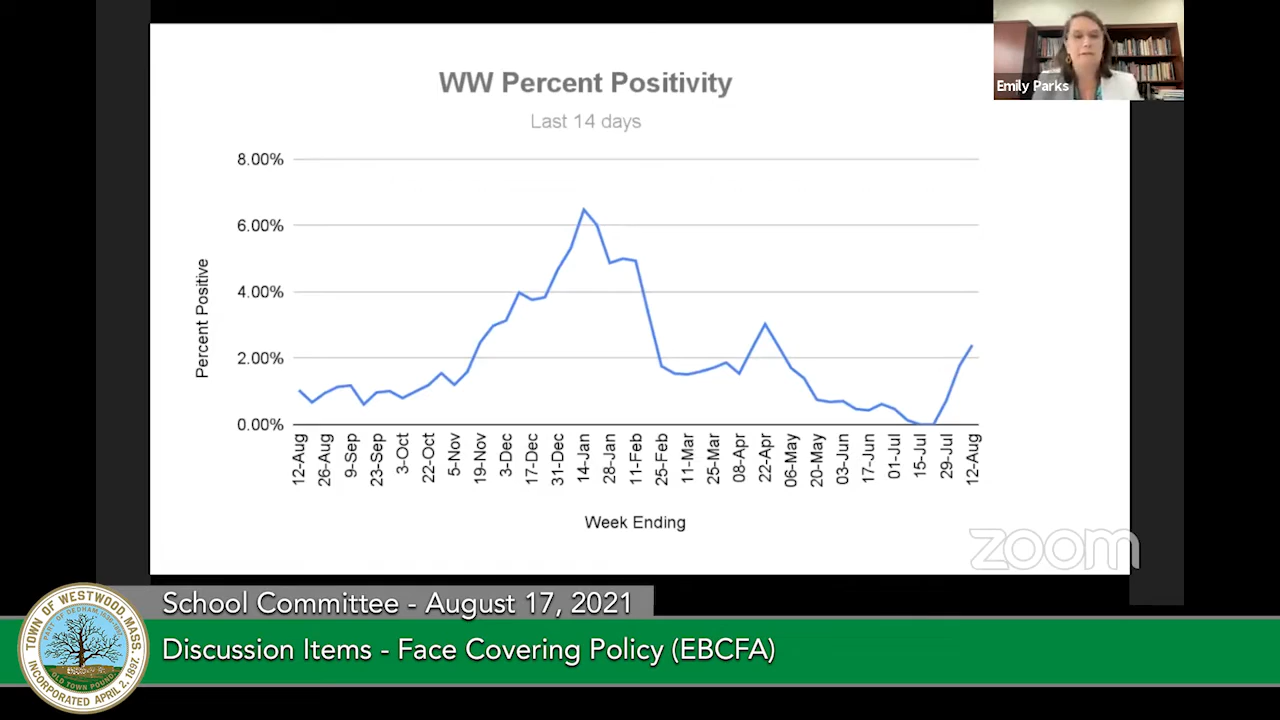 WW Percent Positivity
Last 14 days
Emily Parks
8.00%
6.00%
4.00%
2.00%
0.00%
Percent Positive
12-Aug
26-Aug
9-Sep
23-Sep
3-Oct
22-Oct
5-Nov
19-Nov
3-Dec
17-Dec
31-Dec
14-Jan
28-Jan
11-Feb
25-Feb
11-Mar
25-Mar
08-Apr
22-Apr
06-May
20-May
03-Jun
17-Jun
01-Jul
15-Jul
29-Jul
12-Aug
Week Ending
zoom
School Committee - August 17, 2021
Discussion Items - Face Covering Policy (EBCFA)
TOWN OF WESTWOOD, MASS.
OLD TOWN POUND
INCORPORATED APRIL 2, 1897.